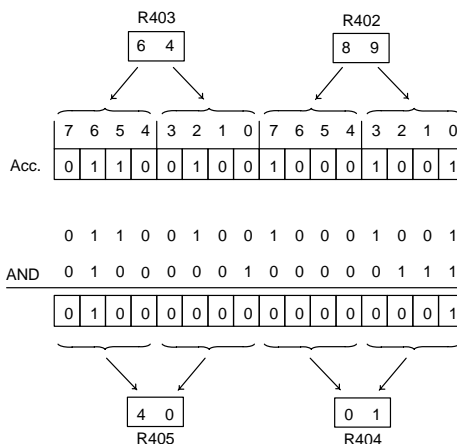 R403 R402
6 4 8 9
7 6 5 4 3 2 1 0 7 6 5 4 3 2 1 0
Acc. 0 1 1 0 0 1 0 0 1 0 0 0 1 0 0 1
0 1 1 0 0 1 0 0 1 0 0 0 1 0 0 1
AND 0 1 0 0 0 0 0 1 0 0 0 0 0 1 1 1
0 1 0 0 0 0 0 0 0 0 0 0 0 0 0 1
4 0 0 1
R405 R404